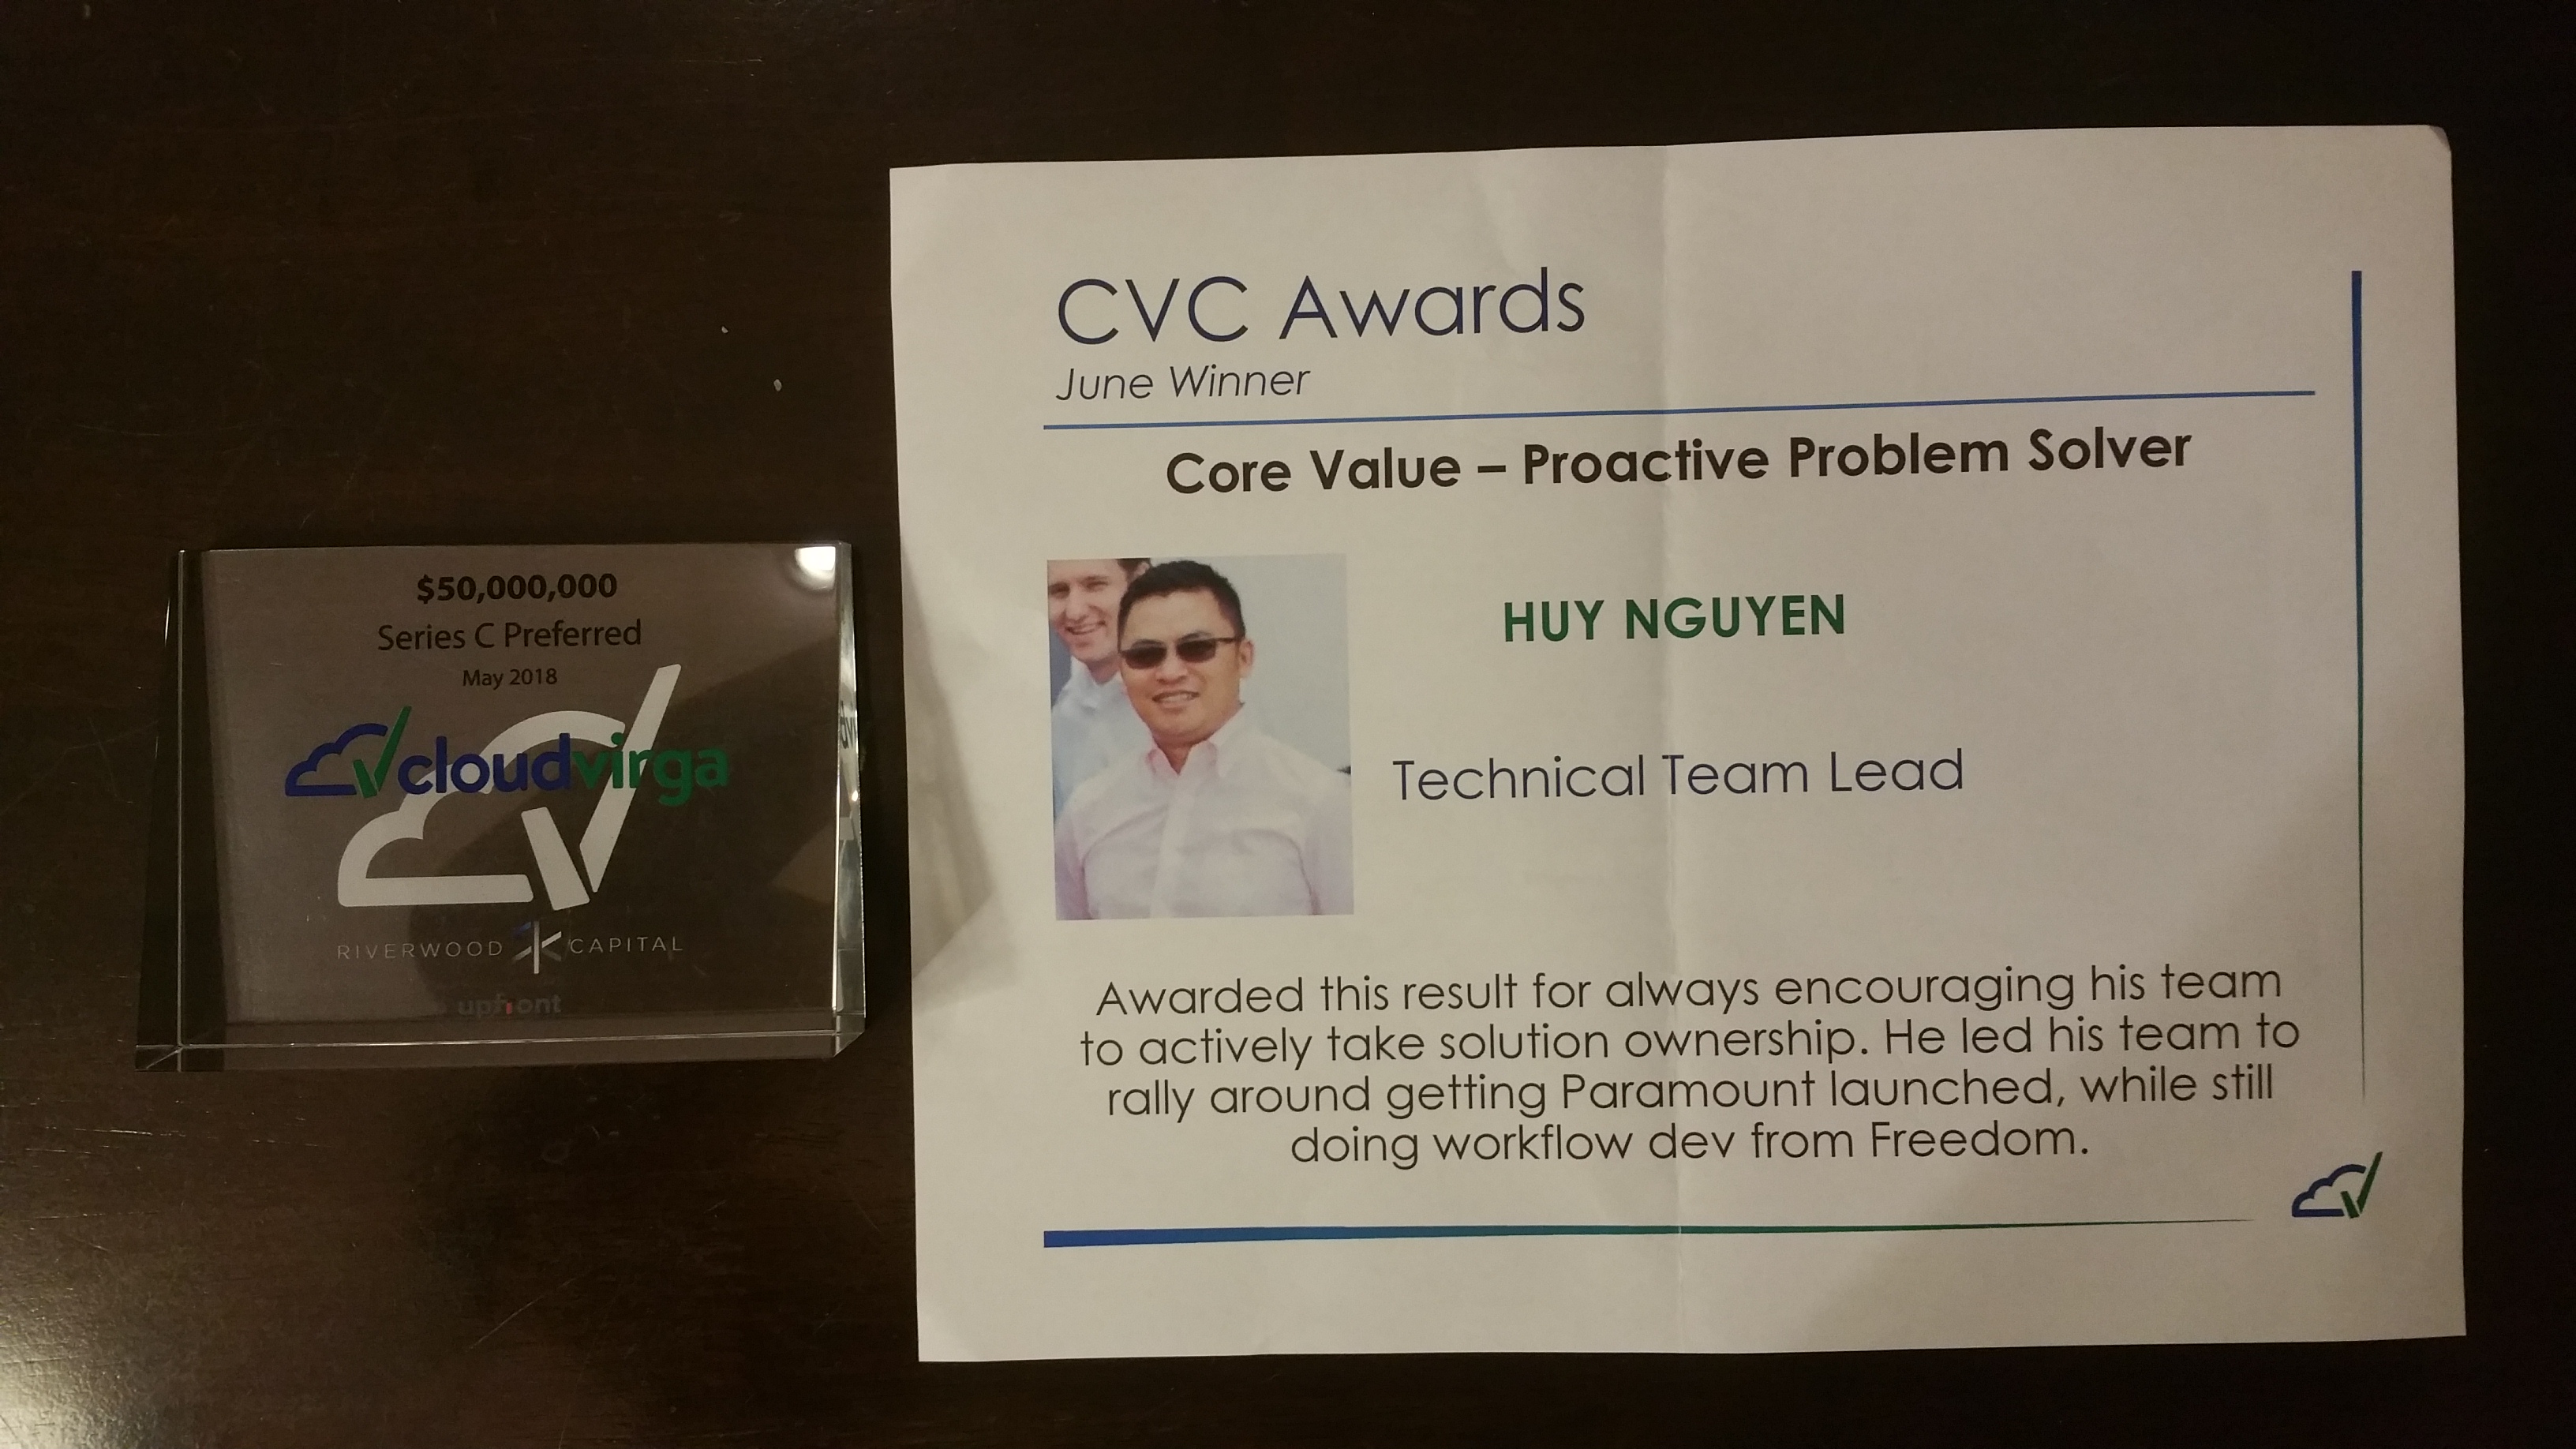 $50,000,000
Series C Preferred
May 2018
cloudvirga
RIVERWOOD CAPITAL
upfront
CVC Awards
June Winner
Core Value – Proactive Problem Solver
HUY NGUYEN
Technical Team Lead
Awarded this result for always encouraging his team
to actively take solution ownership. He led his team to
rally around getting Paramount launched, while still
doing workflow dev from Freedom.